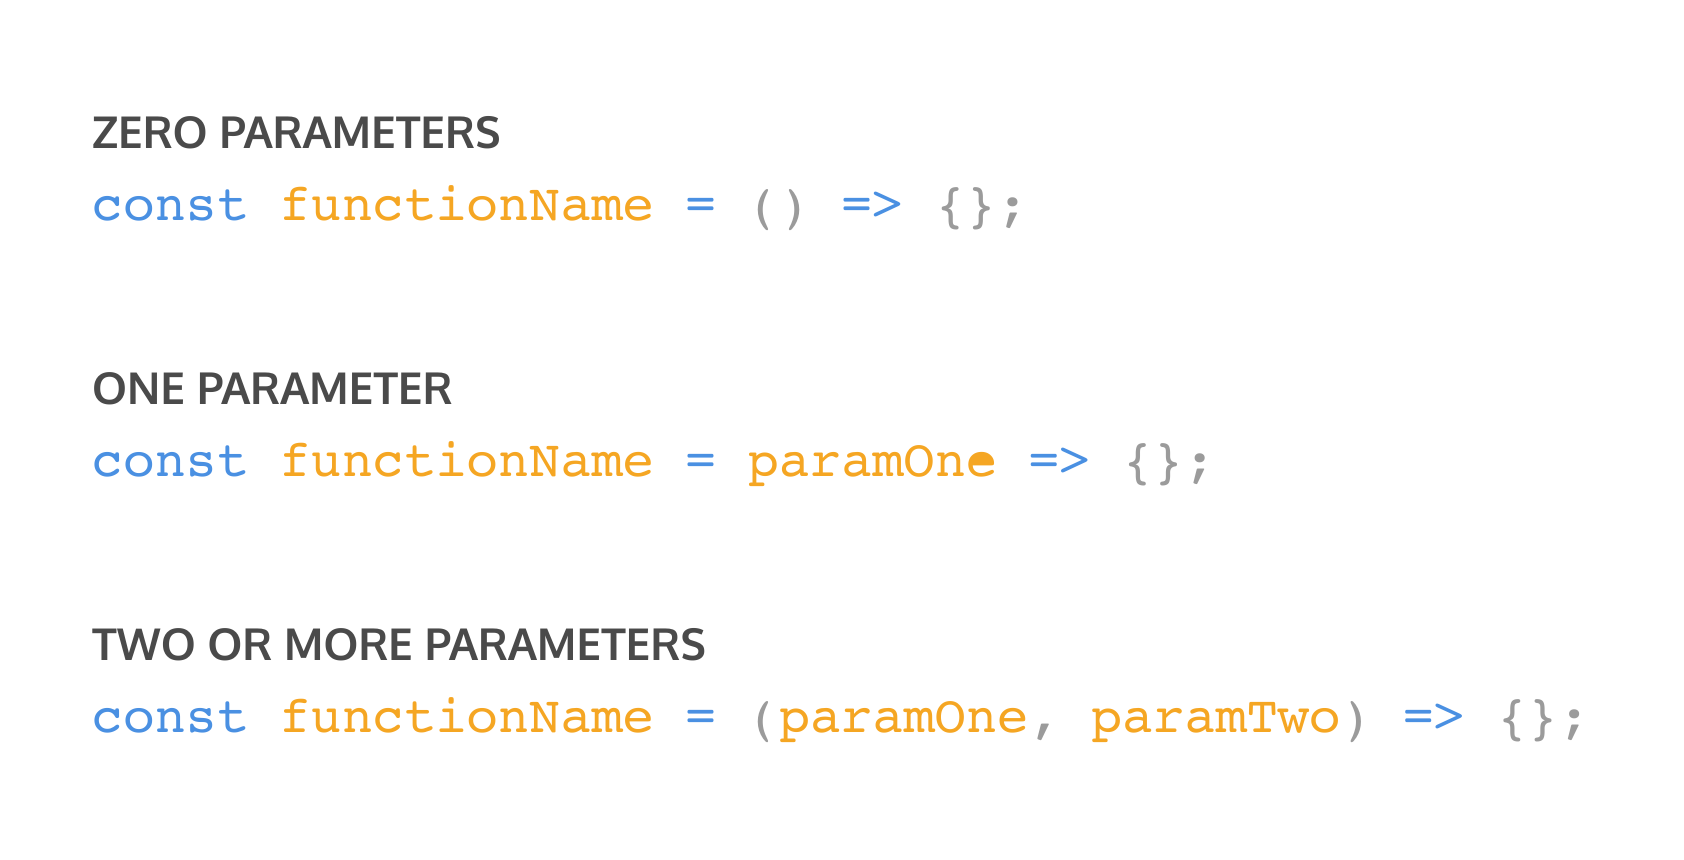 ZERO PARAMETERS
const functionName = () => {};
ONE PARAMETER
const functionName = paramOne => {};
TWO OR MORE PARAMETERS
const functionName = (paramOne, paramTwo) => {};